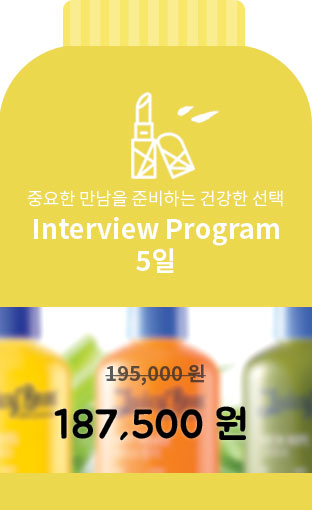 중요한 만남을 준비하는 건강한 선택
Interview Program
5일
195,000 원
187,500 원